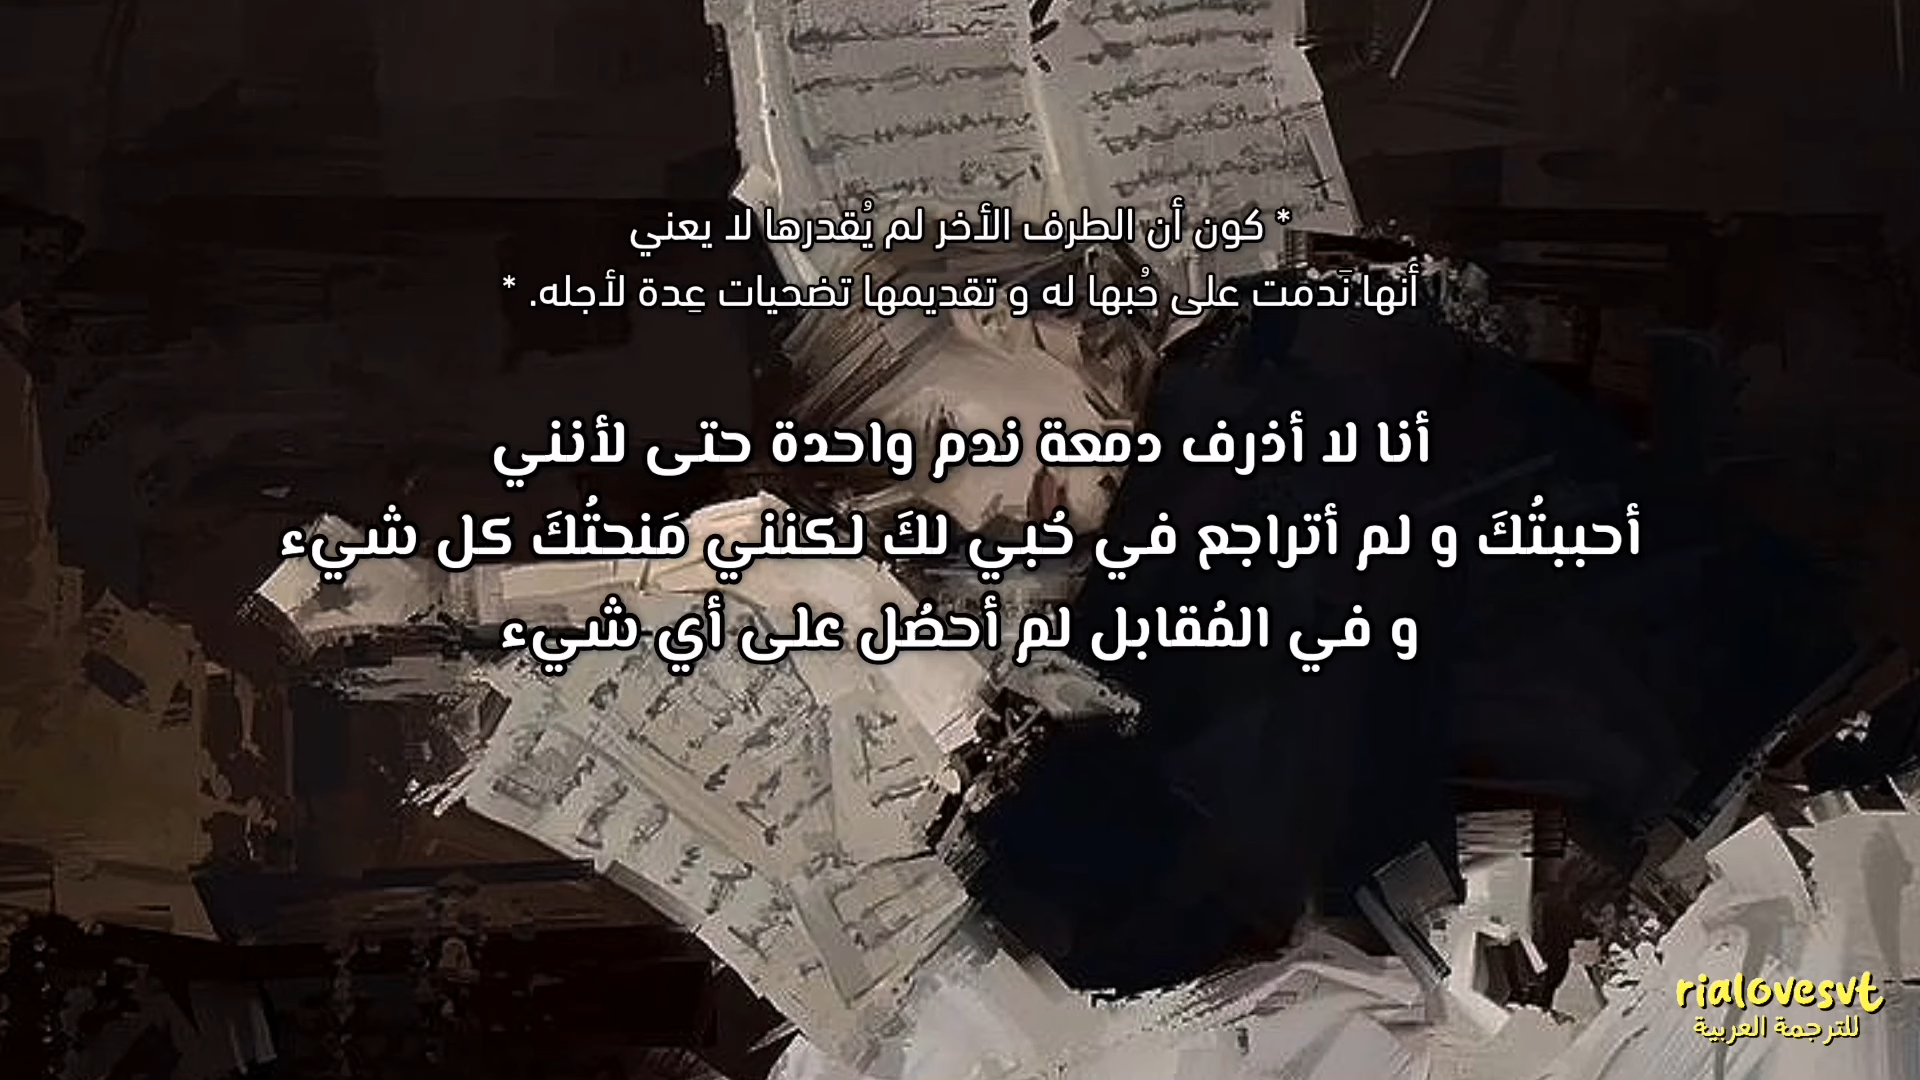 * كون أن الطرف الأخر لم يُقدرها لا يعني
أنها نَدمت على حُبها له و تقديمها تضحيات عِدة لأجله. *
أنا لا أذرف دمعة ندم واحدة حتى لأنني
أحببتُكَ و لم أتراجع في حُبي لكَ لكنني مَنحتُكَ كل شيء
و في المُقابل لم أحصُل على أي شيء
rialovesvt
للترجمة العربية